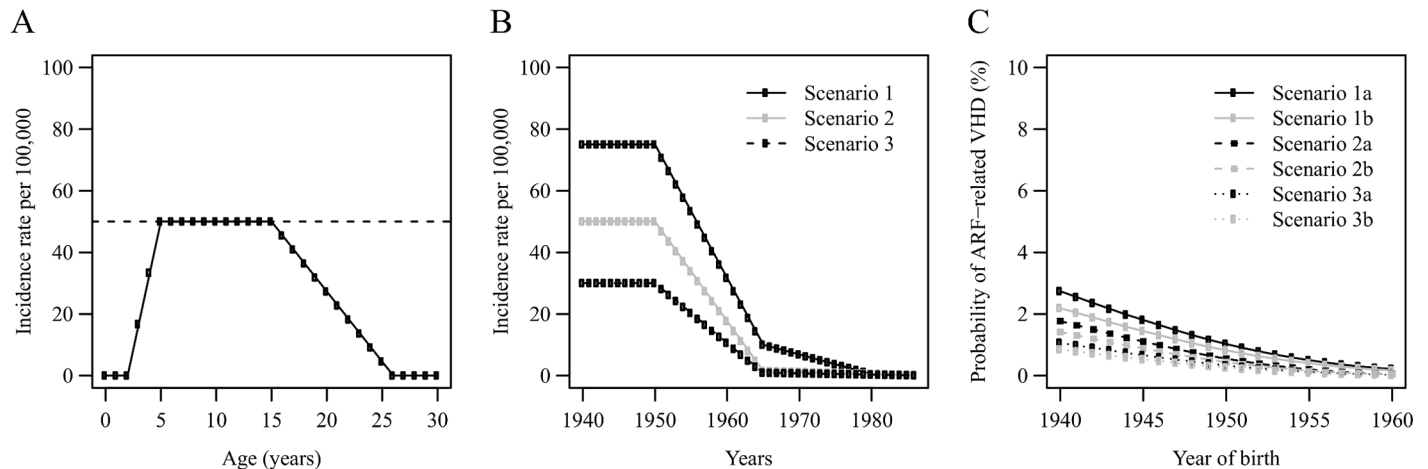 A
Incidence rate per 100,000
100
80
60
40
20
0
0 5 10 15 20 25 30
Age (years)
B
Incidence rate per 100,000
100
80
60
40
20
0
Scenario 1
Scenario 2
Scenario 3
1940 1950 1960 1970 1980
Years
C
Probability of ARF−related VHD (%)
10
8
6
4
2
0
Scenario 1a
Scenario 1b
Scenario 2a
Scenario 2b
Scenario 3a
Scenario 3b
1940 1945 1950 1955 1960
Year of birth